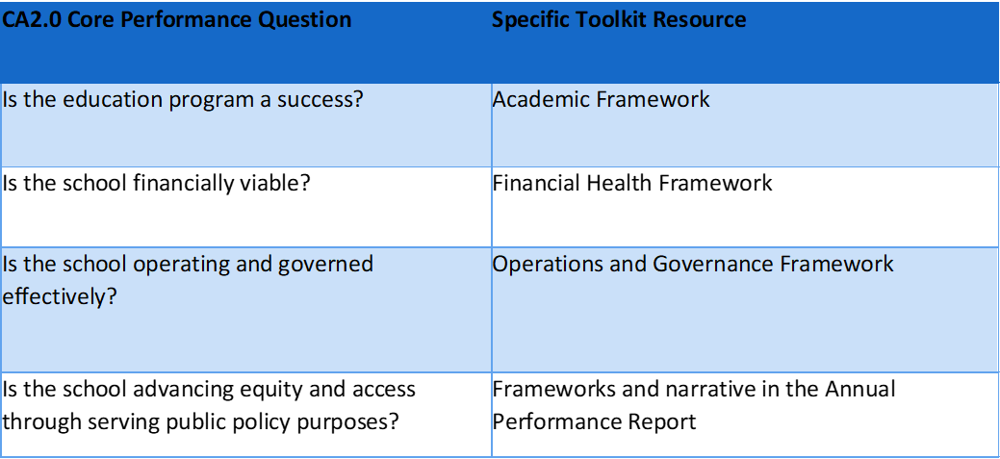 CA2.0 Core Performance Question
Specific Toolkit Resource
Is the education program a success?
Academic Framework
Is the school financially viable?
Financial Health Framework
Is the school operating and governed
effectively?
Operations and Governance Framework
Is the school advancing equity and access
through serving public policy purposes?
Frameworks and narrative in the Annual
Performance Report